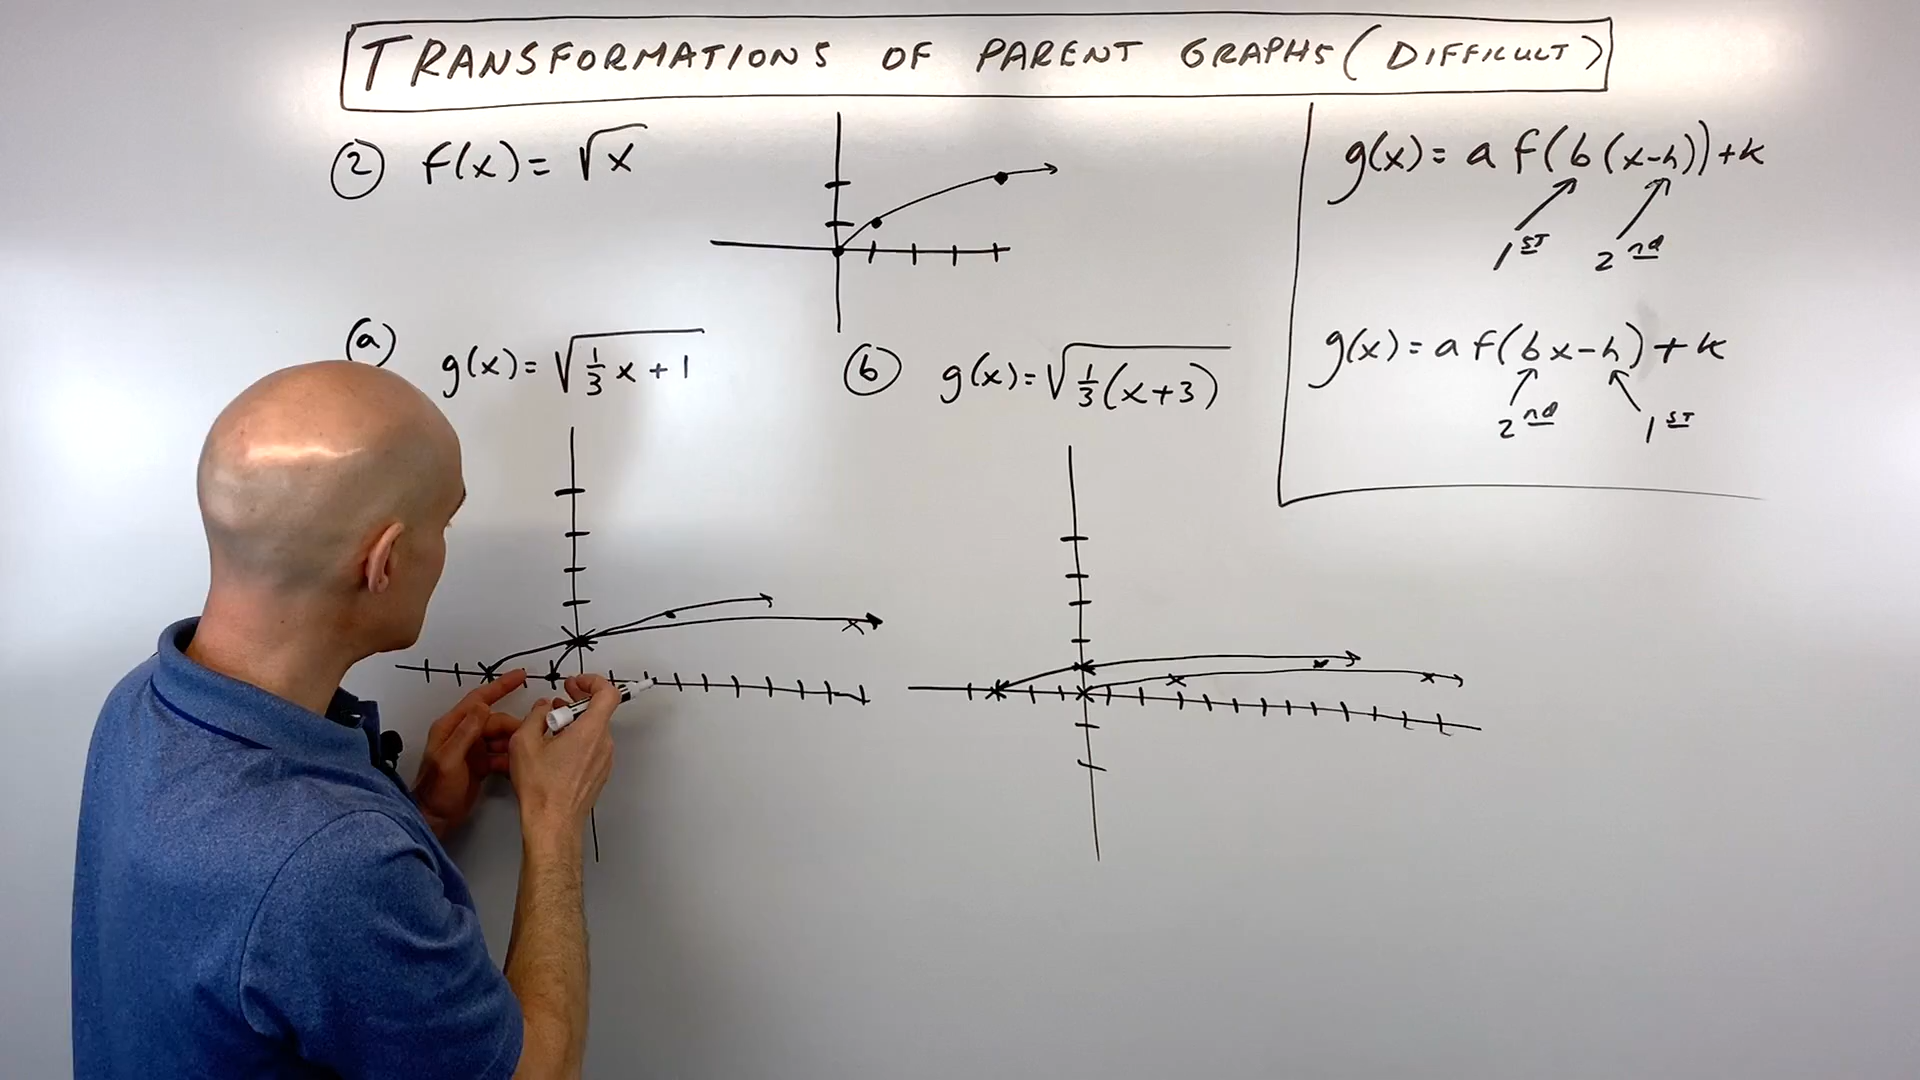 TRANSFORMATIONS OF PARENT GRAPHS (DIFFICULT)
② f(x) = √x
g(x) = a f(b(x-h)) + k
1ST 2nd
(a) g(x) = √(1/3 x + 1)
(b) g(x) = √(1/3 (x+3))
g(x) = a f(bx-h) + k
2nd 1ST